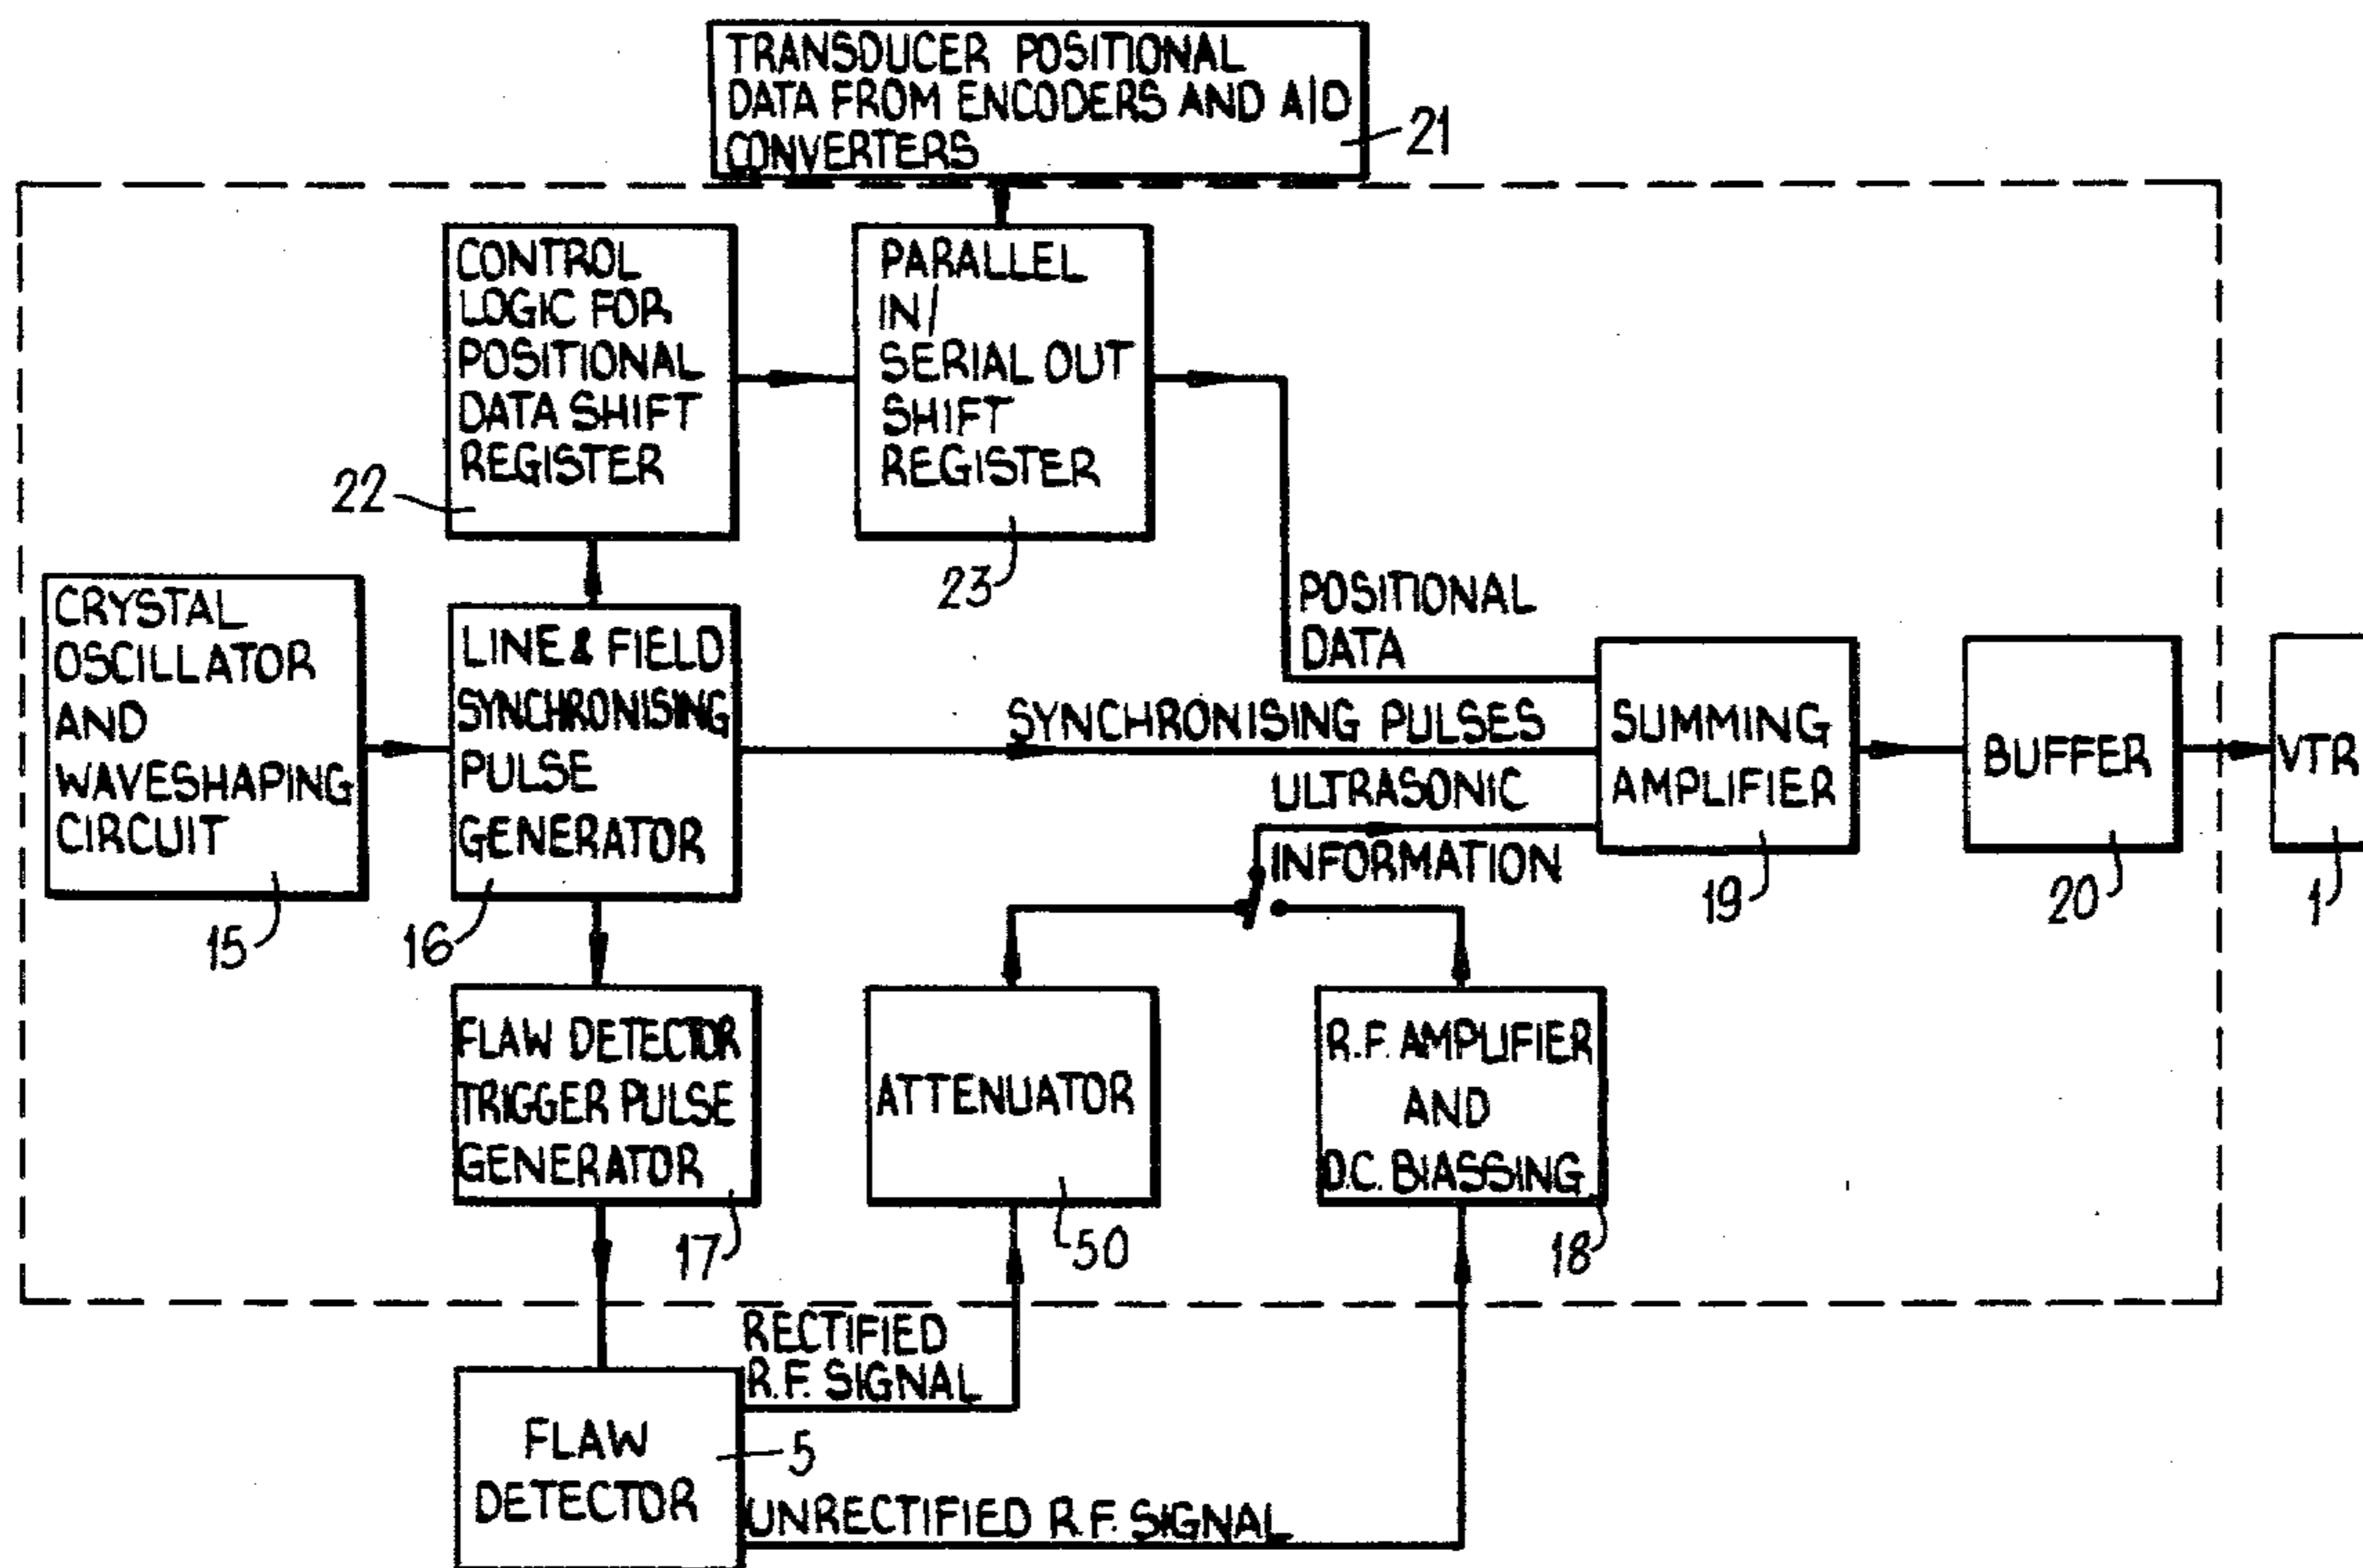 TRANSDUCER POSITIONAL
DATA FROM ENCODERS AND A/D
CONVERTERS
21
CONTROL
LOGIC FOR
POSITIONAL
DATA SHIFT
REGISTER
22
PARALLEL
IN/
SERIAL OUT
SHIFT
REGISTER
23
CRYSTAL
OSCILLATOR
AND
WAVESHAPING
CIRCUIT
15
LINE & FIELD
SYNCHRONISING
PULSE
GENERATOR
16
POSITIONAL
DATA
SYNCHRONISING PULSES
ULTRASONIC
INFORMATION
SUMMING
AMPLIFIER
19
BUFFER
20
VTR
1
FLAW DETECTOR
TRIGGER PULSE
GENERATOR
17
ATTENUATOR
50
R.F. AMPLIFIER
AND
D.C. BIASSING
18
RECTIFIED
R.F. SIGNAL
FLAW
DETECTOR
5
UNRECTIFIED R.F. SIGNAL